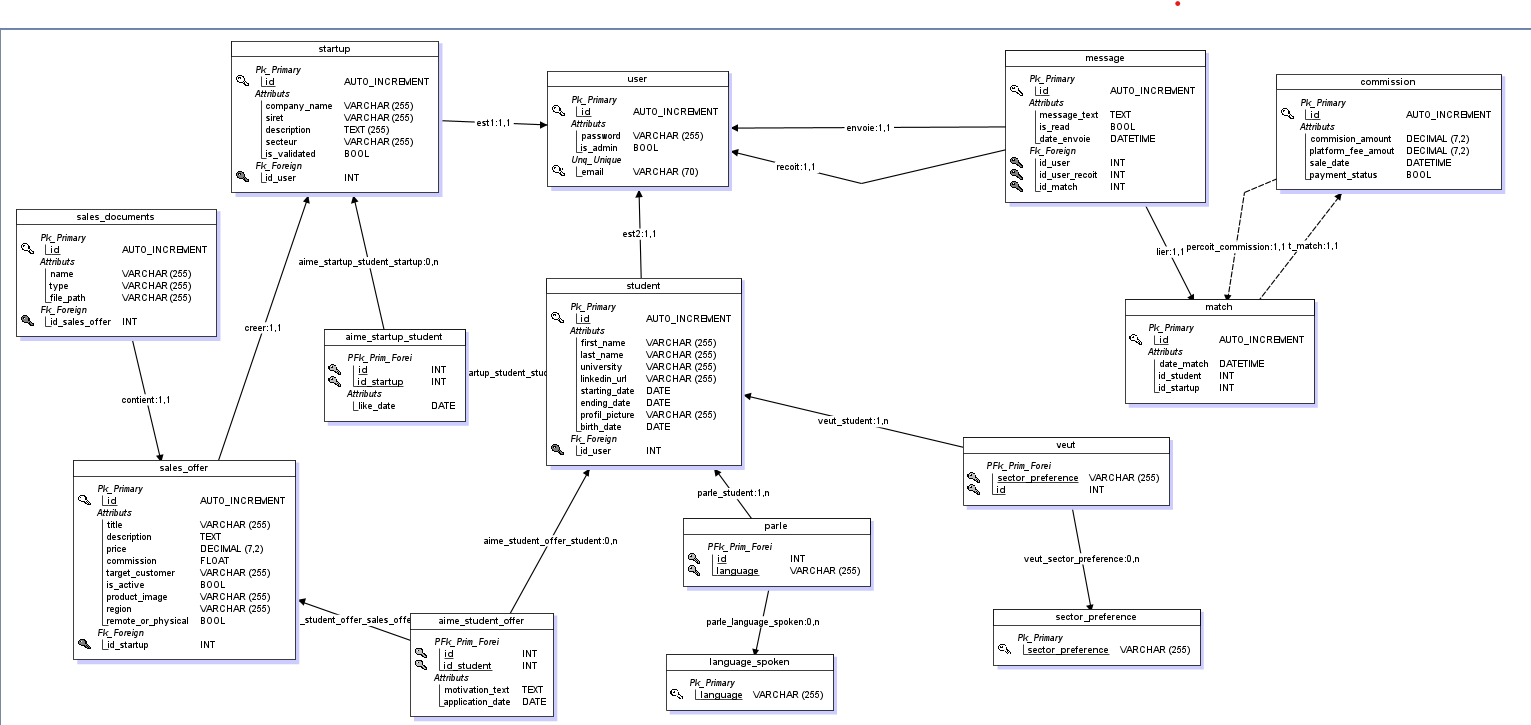 startup
Pk_Primary
id AUTO_INCREMENT
Attributs
company_name VARCHAR (255)
siret VARCHAR (255)
description TEXT (255)
secteur VARCHAR (255)
is_validated BOOL
Fk_Foreign
id_user INT
est1:1,1
user
Pk_Primary
id AUTO_INCREMENT
Attributs
password VARCHAR (255)
is_admin BOOL
Unq_Unique
email VARCHAR (70)
envoie:1,1
recoit:1,1
message
Pk_Primary
id AUTO_INCREMENT
Attributs
message_text TEXT
is_read BOOL
date_envoie DATETIME
Fk_Foreign
id_user INT
id_user_recoit INT
id_match INT
commission
Pk_Primary
id AUTO_INCREMENT
Attributs
commision_amount DECIMAL (7,2)
platform_fee_amout DECIMAL (7,2)
sale_date DATETIME
payment_status BOOL
sales_documents
Pk_Primary
id AUTO_INCREMENT
Attributs
name VARCHAR (255)
type VARCHAR (255)
file_path VARCHAR (255)
Fk_Foreign
id_sales_offer INT
aime_startup_student_startup:0,n
est2:1,1
lier:1,1
percoit_commission:1,1
t_match:1,1
creer:1,1
contient:1,1
aime_startup_student
PFk_Prim_Forei
id INT
id_startup INT
Attributs
like_date DATE
artup_student_stud
student
Pk_Primary
id AUTO_INCREMENT
Attributs
first_name VARCHAR (255)
last_name VARCHAR (255)
university VARCHAR (255)
linkedin_url VARCHAR (255)
starting_date DATE
ending_date DATE
profil_picture VARCHAR (255)
birth_date DATE
Fk_Foreign
id_user INT
match
Pk_Primary
id AUTO_INCREMENT
Attributs
date_match DATETIME
id_student INT
id_startup INT
veut_student:1,n
veut
PFk_Prim_Forei
sector_preference VARCHAR (255)
id INT
sales_offer
Pk_Primary
id AUTO_INCREMENT
Attributs
title VARCHAR (255)
description TEXT
price DECIMAL (7,2)
commission FLOAT
target_customer VARCHAR (255)
is_active BOOL
product_image VARCHAR (255)
region VARCHAR (255)
remote_or_physical BOOL
Fk_Foreign
id_startup INT
parle_student:1,n
aime_student_offer_student:0,n
parle
PFk_Prim_Forei
id INT
language VARCHAR (255)
veut_sector_preference:0,n
_student_offer_sales_offe
aime_student_offer
PFk_Prim_Forei
id INT
id_student INT
Attributs
motivation_text TEXT
application_date DATE
parle_language_spoken:0,n
language_spoken
Pk_Primary
language VARCHAR (255)
sector_preference
Pk_Primary
sector_preference VARCHAR (255)